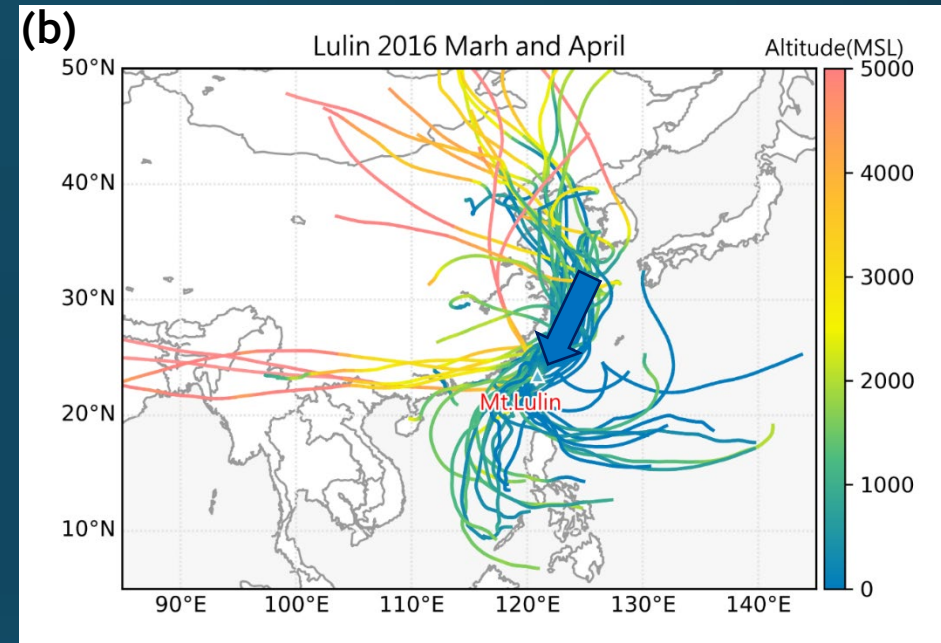 (b)
Lulin 2016 Marh and April
Altitude(MSL)
50°N
40°N
30°N
20°N
10°N
90°E
100°E
110°E
120°E
130°E
140°E
Mt.Lulin
5000
4000
3000
2000
1000
0